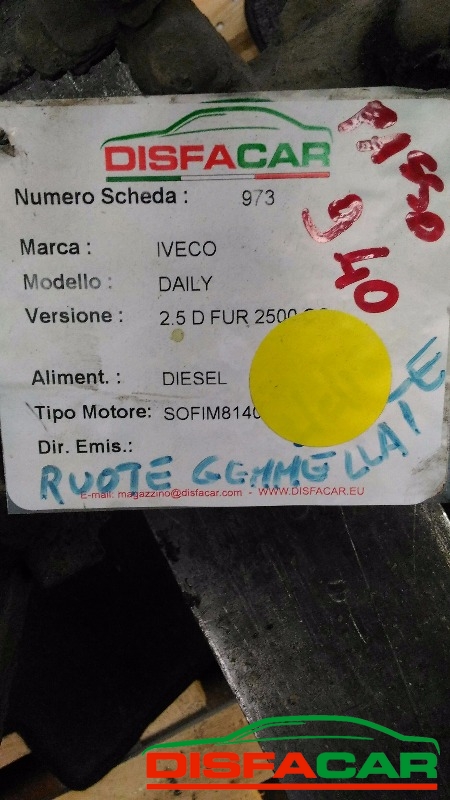 DISFACAR
Numero Scheda : 973
Marca : IVECO
Modello : DAILY
Versione : 2.5 D FUR 2500
Aliment. : DIESEL
Tipo Motore: SOFIM8140
Dir. Emis.:
RUOTE GEMMELLATE
E-mail: magazzino@disfacar.com - WWW.DISFACAR.EU
DISFACAR